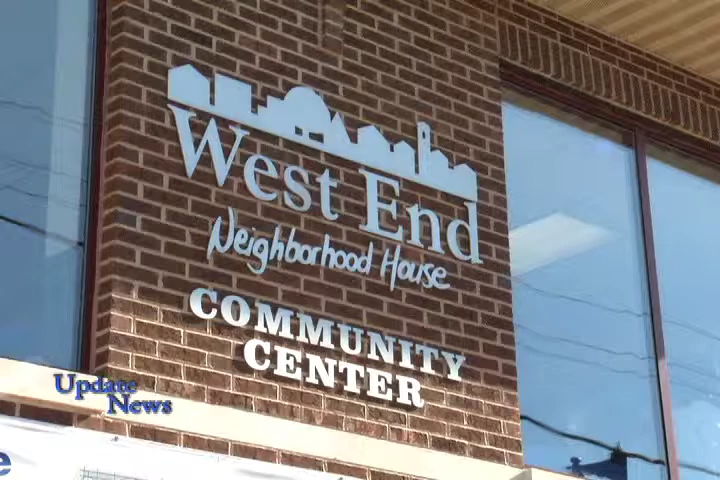 West End
Neighborhood House
COMMUNITY
CENTER
Update
News
e